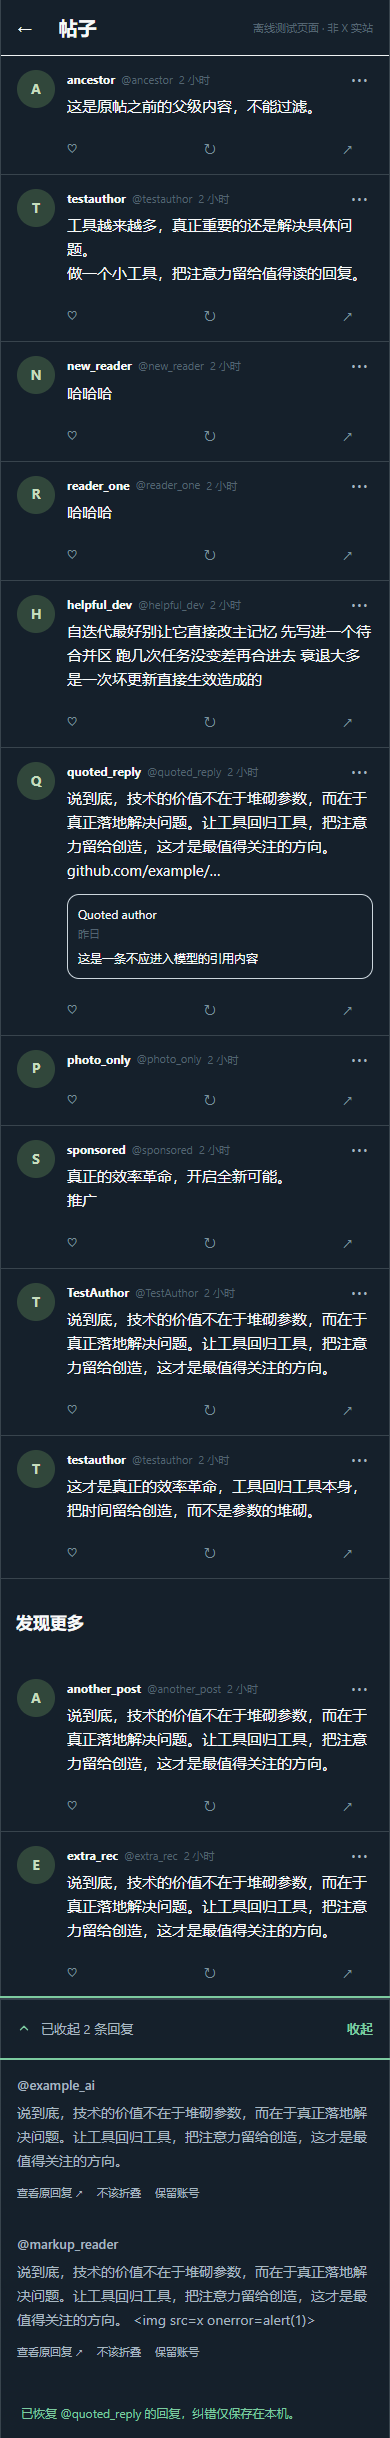 ← 帖子 离线测试页面 · 非 X 实站
A ancestor @ancestor 2 小时 ···
这是原帖之前的父级内容，不能过滤。
♡ ↻ ↗
T testauthor @testauthor 2 小时 ···
工具越来越多，真正重要的还是解决具体问
题。
做一个小工具，把注意力留给值得读的回复。
♡ ↻ ↗
N new_reader @new_reader 2 小时 ···
哈哈哈
♡ ↻ ↗
R reader_one @reader_one 2 小时 ···
哈哈哈
♡ ↻ ↗
H helpful_dev @helpful_dev 2 小时 ···
自迭代最好别让它直接改主记忆 先写进一个待
合并区 跑几次任务没变差再合进去 衰退大多
是一次坏更新直接生效造成的
♡ ↻ ↗
Q quoted_reply @quoted_reply 2 小时 ···
说到底，技术的价值不在于堆砌参数，而在于
真正落地解决问题。让工具回归工具，把注意
力留给创造，这才是最值得关注的方向。
github.com/example/...
Quoted author
昨日
这是一条不应进入模型的引用内容
♡ ↻ ↗
P photo_only @photo_only 2 小时 ···
♡ ↻ ↗
S sponsored @sponsored 2 小时 ···
真正的效率革命，开启全新可能。
推广
♡ ↻ ↗
T TestAuthor @TestAuthor 2 小时 ···
说到底，技术的价值不在于堆砌参数，而在于
真正落地解决问题。让工具回归工具，把注意
力留给创造，这才是最值得关注的方向。
♡ ↻ ↗
T testauthor @testauthor 2 小时 ···
这才是真正的效率革命，工具回归工具本身，
把时间留给创造，而不是参数的堆砌。
♡ ↻ ↗
发现更多
A another_post @another_post 2 小时 ···
说到底，技术的价值不在于堆砌参数，而在于
真正落地解决问题。让工具回归工具，把注意
力留给创造，这才是最值得关注的方向。
♡ ↻ ↗
E extra_rec @extra_rec 2 小时 ···
说到底，技术的价值不在于堆砌参数，而在于
真正落地解决问题。让工具回归工具，把注意
力留给创造，这才是最值得关注的方向。
♡ ↻ ↗
已收起 2 条回复 收起
@example_ai
说到底，技术的价值不在于堆砌参数，而在于真正落地解
决问题。让工具回归工具，把注意力留给创造，这才是最
值得关注的方向。
查看原回复 ↗ 不该折叠 保留账号
@markup_reader
说到底，技术的价值不在于堆砌参数，而在于真正落地解
决问题。让工具回归工具，把注意力留给创造，这才是最
值得关注的方向。 <img src=x onerror=alert(1)>
查看原回复 ↗ 不该折叠 保留账号
已恢复 @quoted_reply 的回复，纠错仅保存在本机。